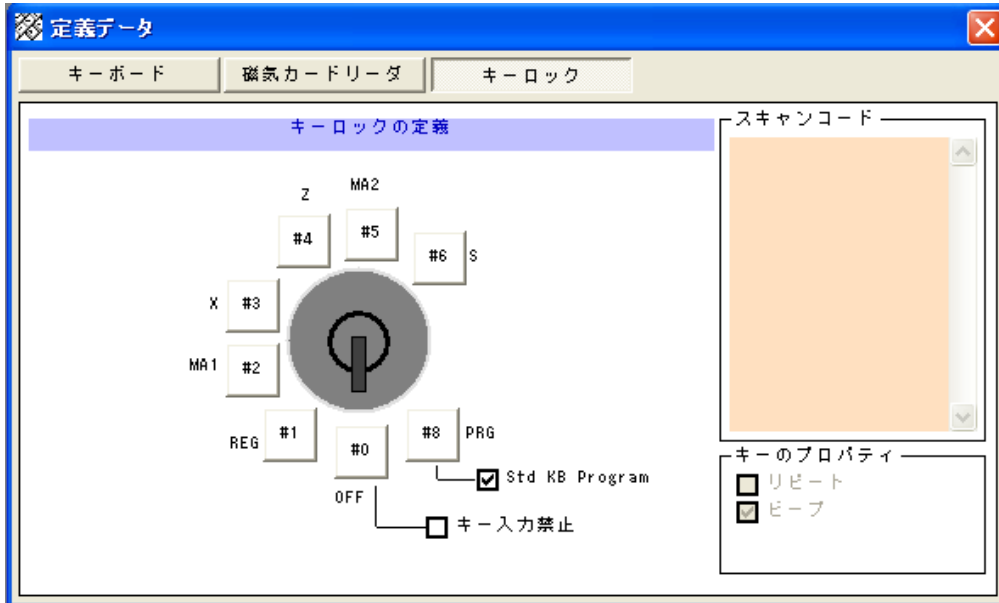 定義データ
キーボード 磁気カードリーダ キーロック
キーロックの定義
スキャンコード
Z
MA2
#4
#5
#6
S
X
#3
MA1
#2
REG
#1
#0
#8
PRG
OFF
Std KB Program
キー入力禁止
キーのプロパティ
リピート
ビープ